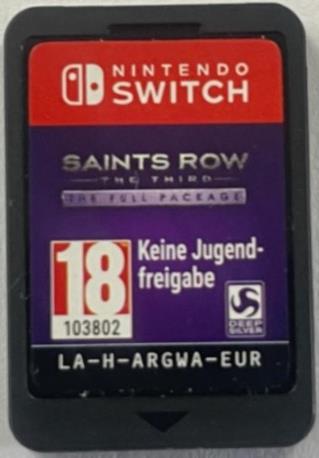 NINTENDO
SWITCH
SAINTS ROW
THE THIRD
THE FULL PACKAGE
18
Keine Jugend-
freigabe
103802
DEEP
SILVER
LA-H-ARGWA-EUR